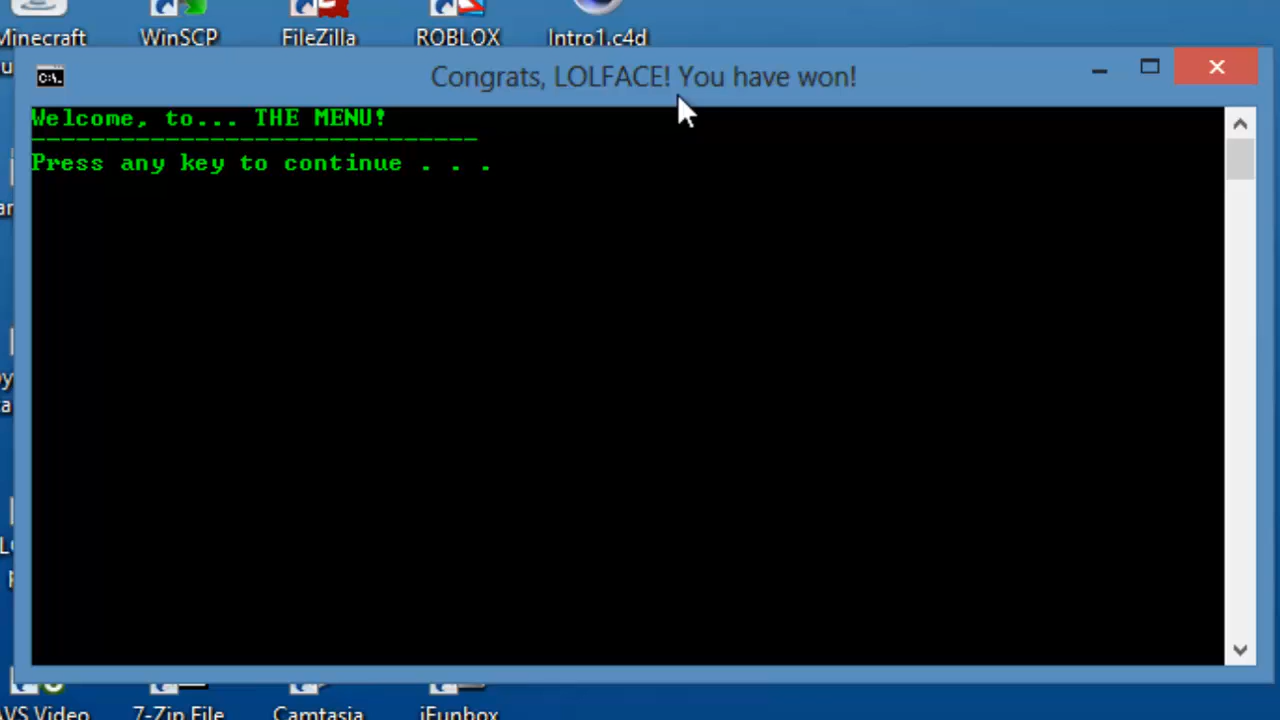 Minecraft WinSCP FileZilla ROBLOX Intro1.c4d
Congrats, LOLFACE! You have won!
Welcome, to... THE MENU!
------------------------------
Press any key to continue . . .
AVS Video 7-Zip File Camtasia iFunbox